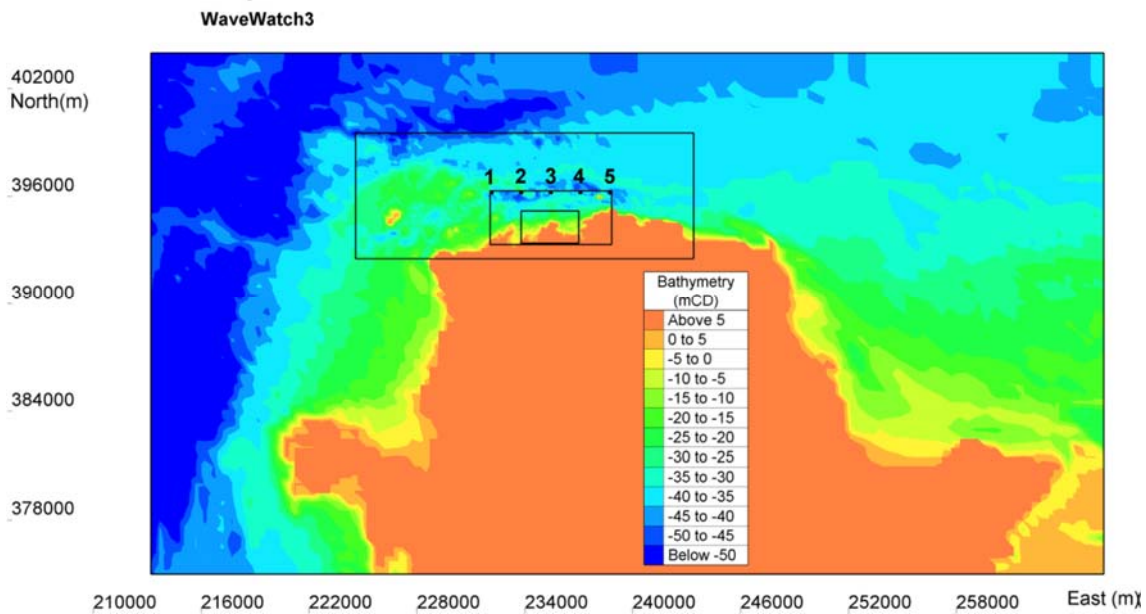 WaveWatch3
402000
North(m)
396000
1 2 3 4 5
390000
Bathymetry
(mCD)
Above 5
0 to 5
-5 to 0
-10 to -5
384000
-15 to -10
-20 to -15
-25 to -20
-30 to -25
-35 to -30
-40 to -35
378000
-45 to -40
-50 to -45
Below -50
210000 216000 222000 228000 234000 240000 246000 252000 258000 East (m)